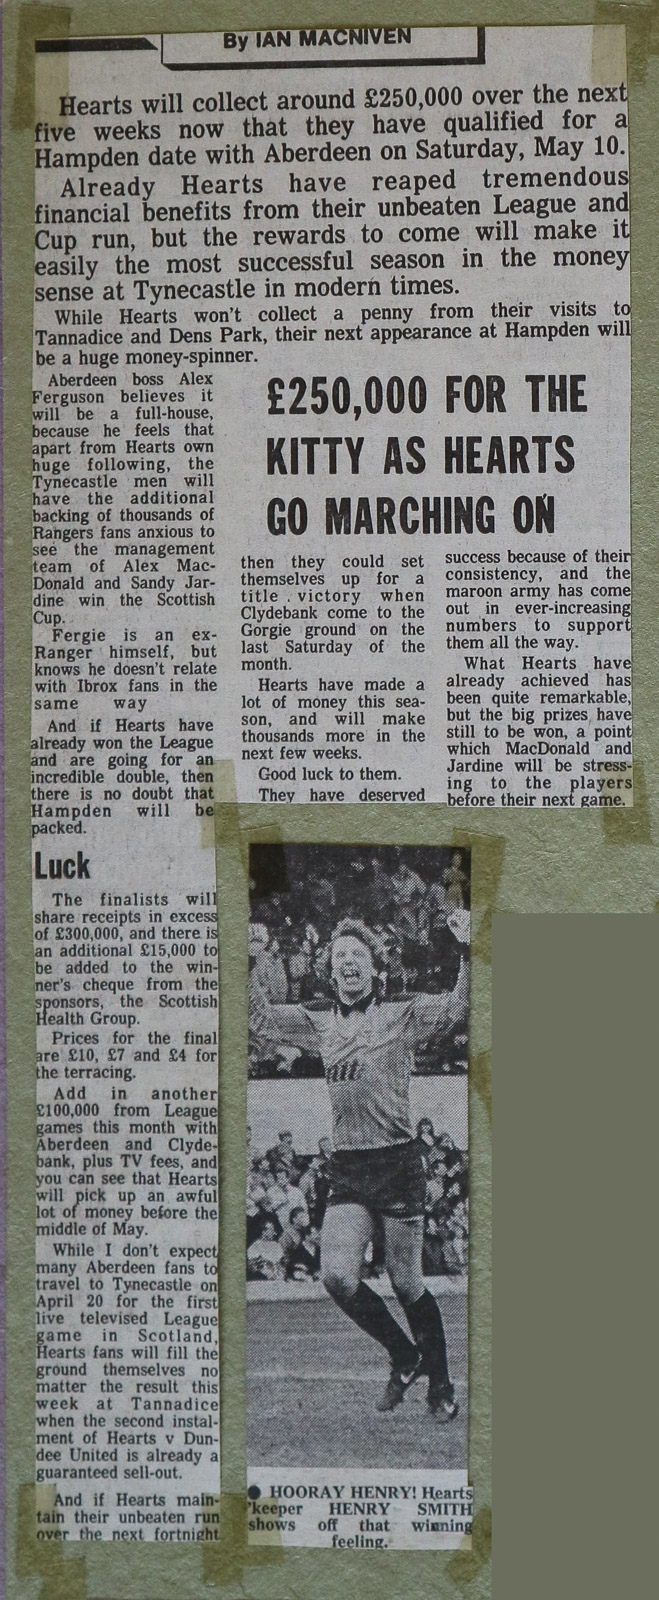 By IAN MACNIVEN
Hearts will collect around £250,000 over the next
five weeks now that they have qualified for a
Hampden date with Aberdeen on Saturday, May 10.
Already Hearts have reaped tremendous
financial benefits from their unbeaten League and
Cup run, but the rewards to come will make it
easily the most successful season in the money
sense at Tynecastle in modern times.
While Hearts won't collect a penny from their visits to
Tannadice and Dens Park, their next appearance at Hampden will
be a huge money-spinner.
£250,000 FOR THE
KITTY AS HEARTS
GO MARCHING ON
Aberdeen boss Alex
Ferguson believes it
will be a full-house,
because he feels that
apart from Hearts own
huge following, the
Tynecastle men will
have the additional
backing of thousands of
Rangers fans anxious to
see the management
team of Alex Mac-
Donald and Sandy Jar-
dine win the Scottish
Cup.
Fergie is an ex-
Ranger himself, but
knows he doesn't relate
with Ibrox fans in the
same way
And if Hearts have
already won the League
and are going for an
incredible double, then
there is no doubt that
Hampden will be
packed.
Luck
The finalists will
share receipts in excess
of £300,000, and there is
an additional £15,000 to
be added to the win-
ner's cheque from the
sponsors, the Scottish
Health Group.
Prices for the final
are £10, £7 and £4 for
the terracing.
Add in another
£100,000 from League
games this month with
Aberdeen and Clyde-
bank, plus TV fees, and
you can see that Hearts
will pick up an awful
lot of money before the
middle of May.
While I don't expect
many Aberdeen fans to
travel to Tynecastle on
April 20 for the first
live televised League
game in Scotland,
Hearts fans will fill the
ground themselves no
matter the result this
week at Tannadice
when the second instal-
ment of Hearts v Dun-
dee United is already a
guaranteed sell-out.
And if Hearts main-
tain their unbeaten run
over the next fortnight
then they could set
themselves up for a
title victory when
Clydebank come to the
Gorgie ground on the
last Saturday of the
month.
Hearts have made a
lot of money this sea-
son, and will make
thousands more in the
next few weeks.
Good luck to them.
They have deserved
success because of their
consistency, and the
maroon army has come
out in ever-increasing
numbers to support
them all the way.
What Hearts have
already achieved has
been quite remarkable,
but the big prizes have
still to be won, a point
which MacDonald and
Jardine will be stress-
ing to the players
before their next game.
● HOORAY HENRY! Hearts
'keeper HENRY SMITH
shows off that winning
feeling.